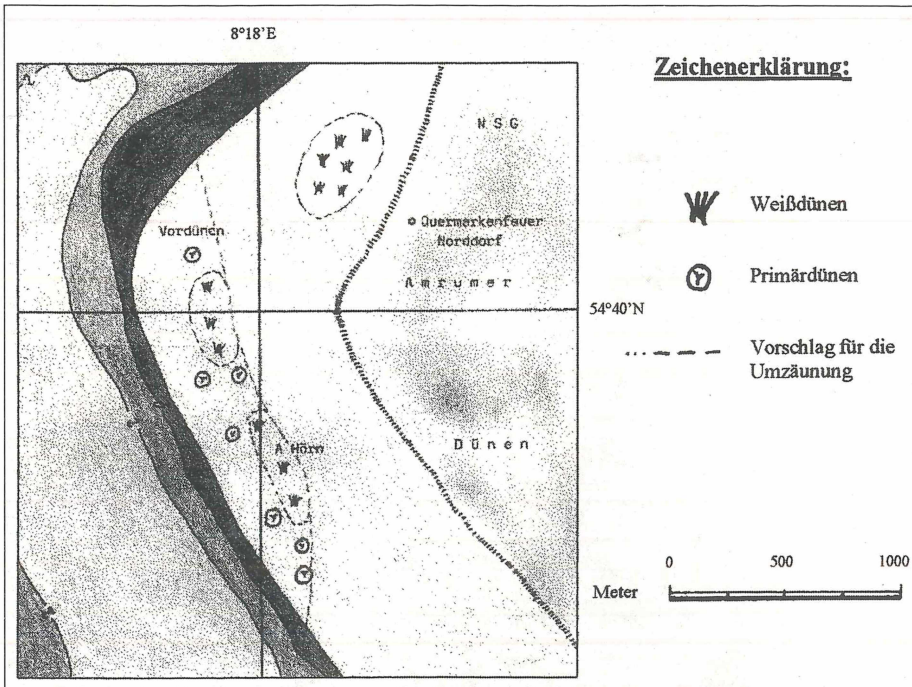 8°18'E
Zeichenerklärung:
NSG
Weißdünen
Quermarkenfeuer
Norddorf
Vordünen
Primärdünen
Amrumer
54°40'N
Vorschlag für die
Umzäunung
A Hörn
Dünen
0 500 1000
Meter